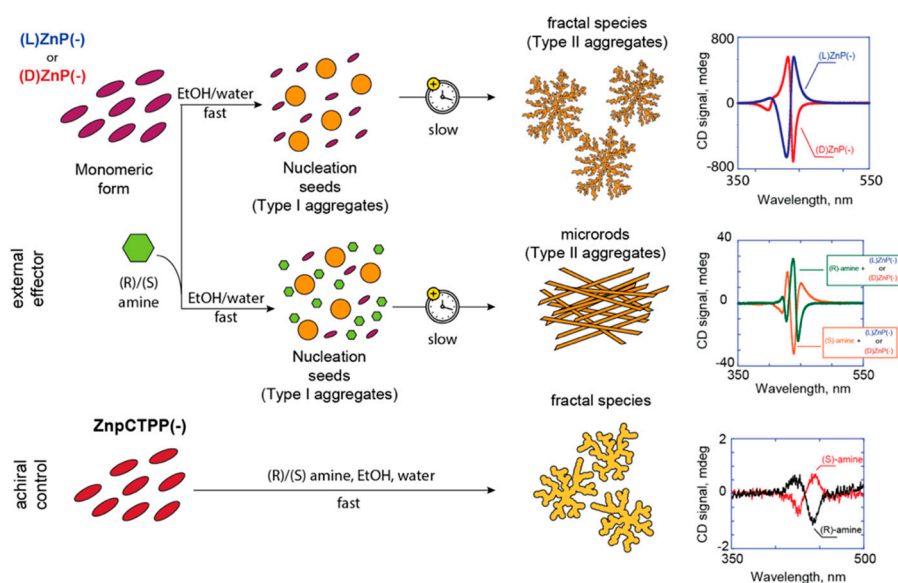 (L)ZnP(-)
or
(D)ZnP(-)
Monomeric
form
EtOH/water
fast
Nucleation
seeds
(Type I aggregates)
+
slow
fractal species
(Type II aggregates)
800
0
-800
350
550
CD signal, mdeg
Wavelength, nm
(L)ZnP(-)
(D)ZnP(-)
external
effector
(R)/(S)
amine
EtOH/water
fast
Nucleation
seeds
(Type I aggregates)
+
slow
microrods
(Type II aggregates)
40
0
-40
350
550
CD signal, mdeg
Wavelength, nm
(R)-amine + (L)ZnP(-)
or
(D)ZnP(-)
(S)-amine + (L)ZnP(-)
or
(D)ZnP(-)
achiral
control
ZnpCTPP(-)
(R)/(S) amine, EtOH, water
fast
fractal species
2
0
-2
350
500
CD signal, mdeg
Wavelength, nm
(S)-amine
(R)-amine